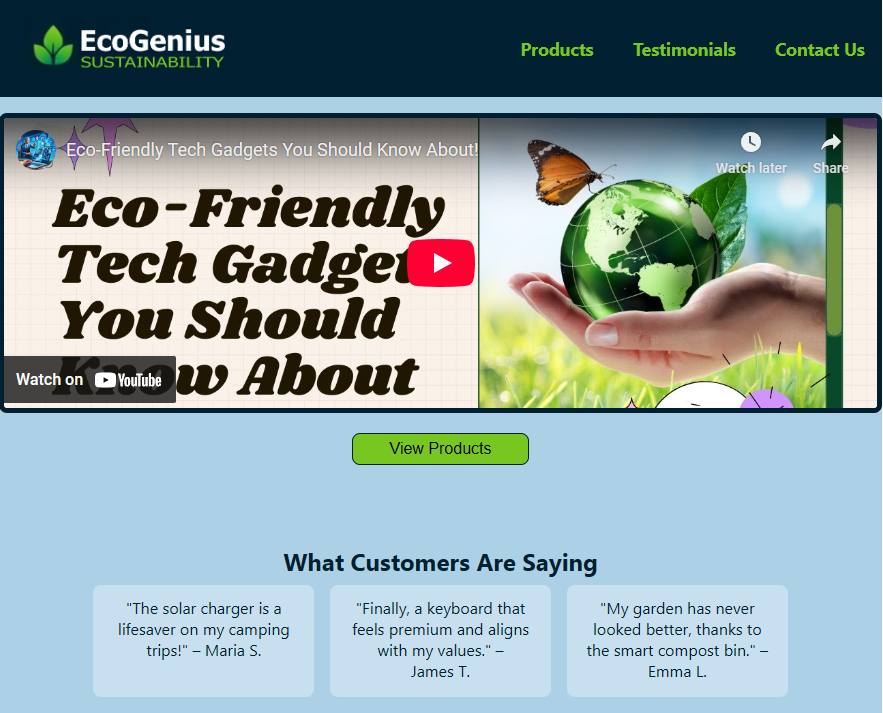 EcoGenius
SUSTAINABILITY
Products Testimonials Contact Us
Eco-Friendly Tech Gadgets You Should Know About!
Watch later Share
Eco-Friendly
Tech Gadget
You Should
Know About
Watch on YouTube
View Products
What Customers Are Saying
"The solar charger is a
lifesaver on my camping
trips!" – Maria S.
"Finally, a keyboard that
feels premium and aligns
with my values." –
James T.
"My garden has never
looked better, thanks to
the smart compost bin." –
Emma L.